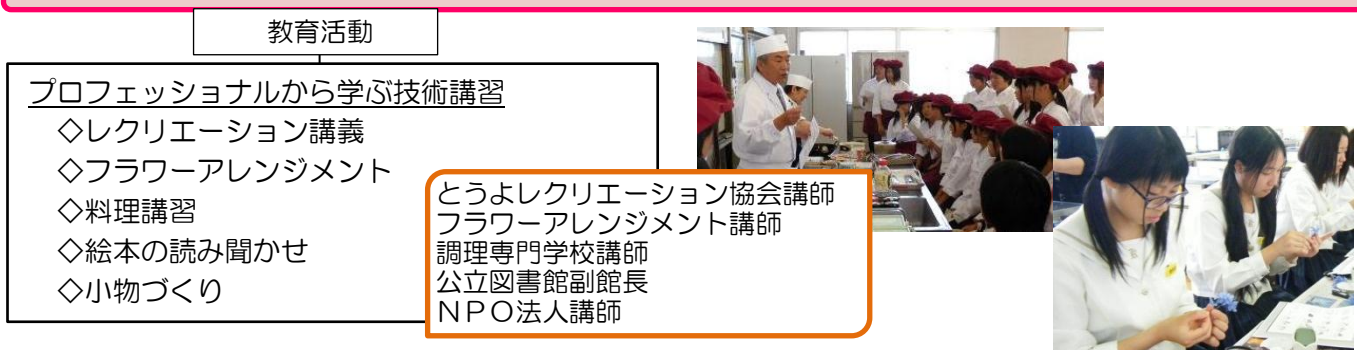 教育活動
プロフェッショナルから学ぶ技術講習
◇レクリエーション講義
◇フラワーアレンジメント
◇料理講習
◇絵本の読み聞かせ
◇小物づくり
とうよレクリエーション協会講師
フラワーアレンジメント講師
調理専門学校講師
公立図書館副館長
ＮＰＯ法人講師